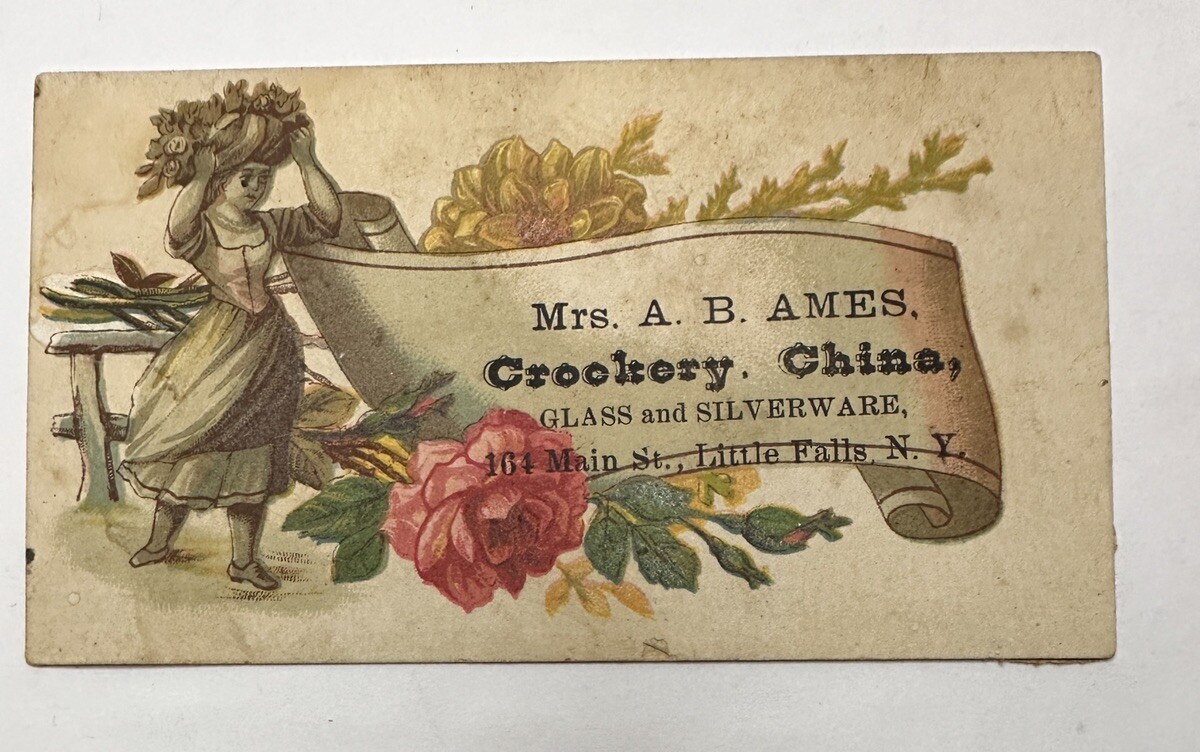 Mrs. A. B. AMES,
Crockery. China,
GLASS and SILVERWARE,
164 Main St., Little Falls, N. Y.